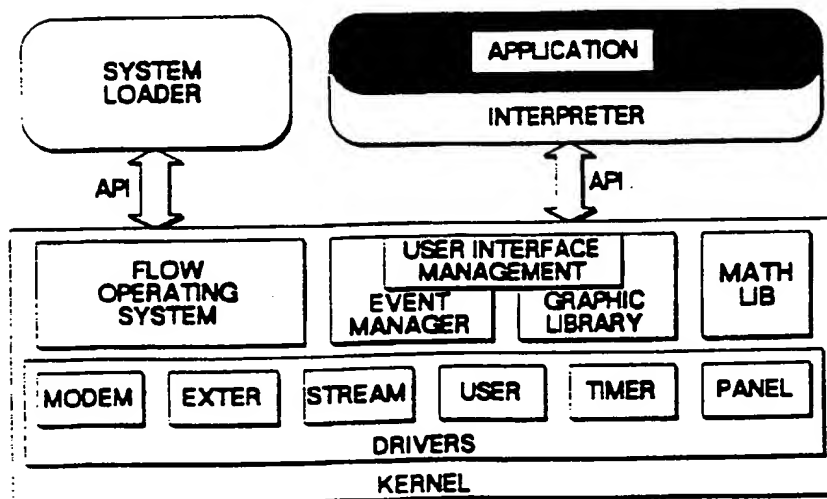 SYSTEM
LOADER
APPLICATION
INTERPRETER
API
API
FLOW
OPERATING
SYSTEM
USER INTERFACE
MANAGEMENT
EVENT
MANAGER
GRAPHIC
LIBRARY
MATH
LIB
MODEM
EXTER
STREAM
USER
TIMER
PANEL
DRIVERS
KERNEL